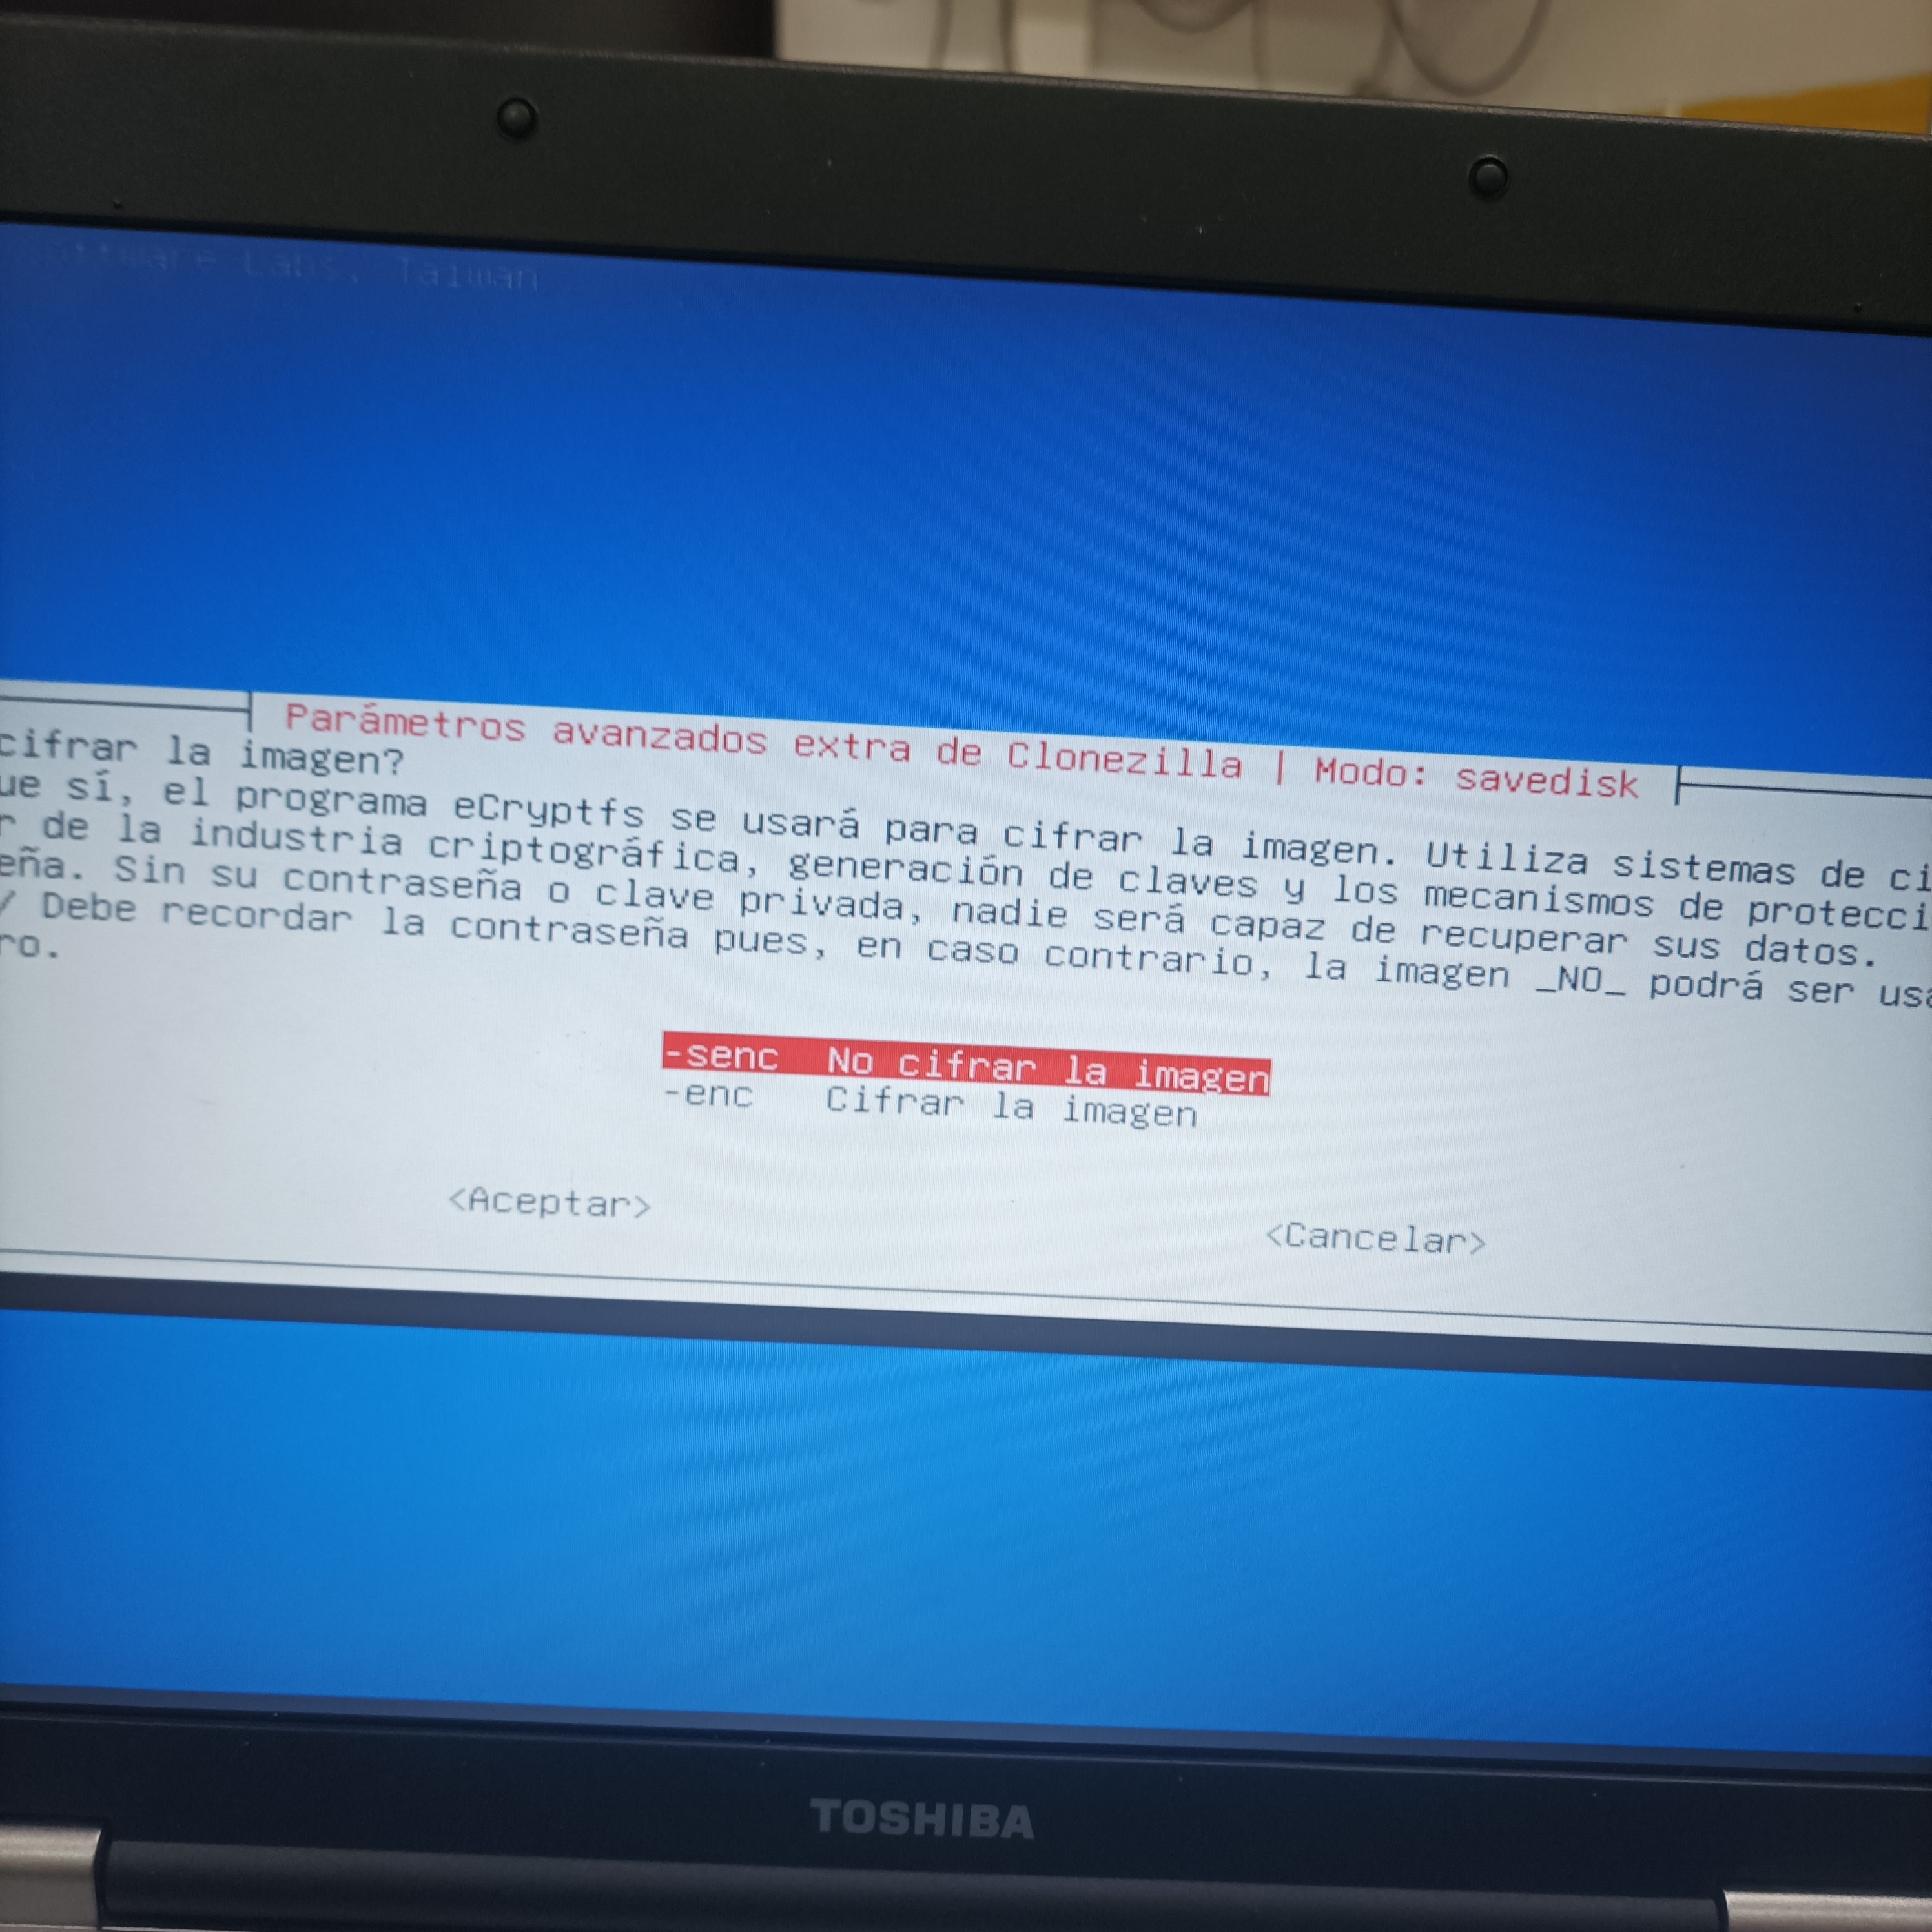 Software Labs, Taiwan
Parámetros avanzados extra de Clonezilla | Modo: savedisk
cifrar la imagen?
ue sí, el programa eCryptfs se usará para cifrar la imagen. Utiliza sistemas de ci
r de la industria criptográfica, generación de claves y los mecanismos de protecci
eña. Sin su contraseña o clave privada, nadie será capaz de recuperar sus datos.
/ Debe recordar la contraseña pues, en caso contrario, la imagen _NO_ podrá ser usa
ro.
-senc No cifrar la imagen
-enc Cifrar la imagen
<Aceptar>
<Cancelar>
TOSHIBA